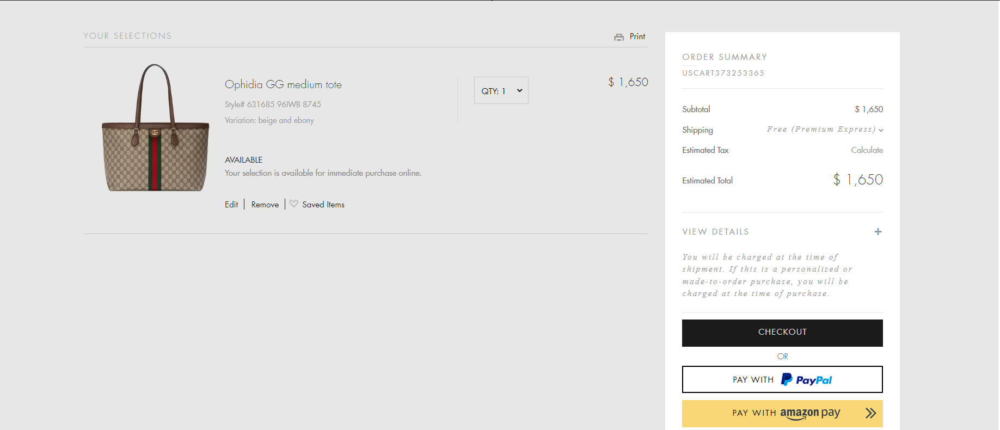 YOUR SELECTIONS
Print
Ophidia GG medium tote
Style# 631685 96IWB 8745
Variation: beige and ebony
QTY: 1
$ 1,650
AVAILABLE
Your selection is available for immediate purchase online.
Edit
Remove
Saved Items
ORDER SUMMARY
USCART373253365
Subtotal $ 1,650
Shipping Free (Premium Express)
Estimated Tax Calculate
Estimated Total $ 1,650
VIEW DETAILS +
You will be charged at the time of
shipment. If this is a personalized or
made-to-order purchase, you will be
charged at the time of purchase.
CHECKOUT
OR
PAY WITH PayPal
PAY WITH amazon pay